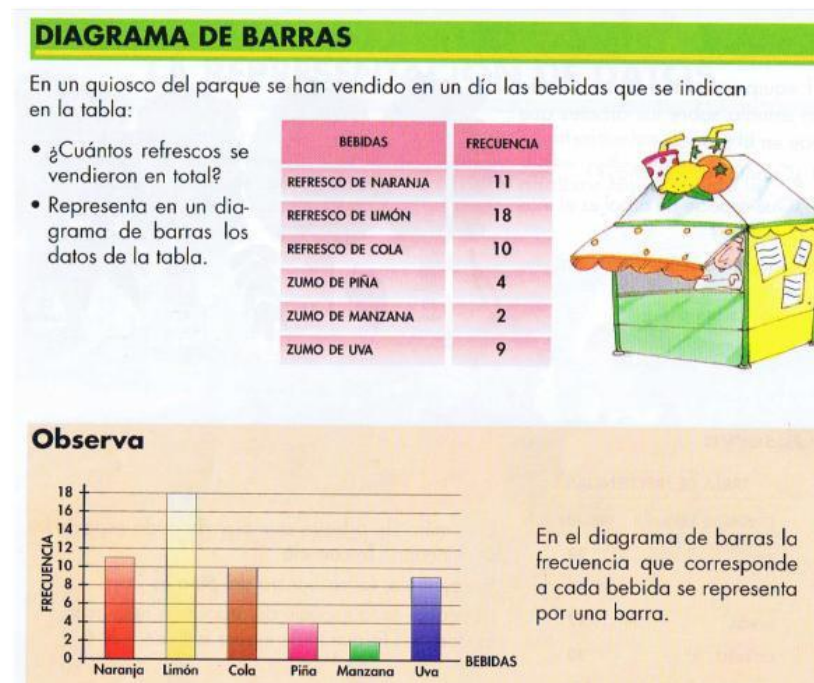 DIAGRAMA DE BARRAS
En un quiosco del parque se han vendido en un día las bebidas que se indican
en la tabla:
• ¿Cuántos refrescos se
vendieron en total?
• Representa en un dia-
grama de barras los
datos de la tabla.
BEBIDAS FRECUENCIA
REFRESCO DE NARANJA 11
REFRESCO DE LIMÓN 18
REFRESCO DE COLA 10
ZUMO DE PIÑA 4
ZUMO DE MANZANA 2
ZUMO DE UVA 9
Observa
FRECUENCIA
18
16
14
12
10
8
6
4
2
0
Naranja Limón Cola Piña Manzana Uva BEBIDAS
En el diagrama de barras la
frecuencia que corresponde
a cada bebida se representa
por una barra.